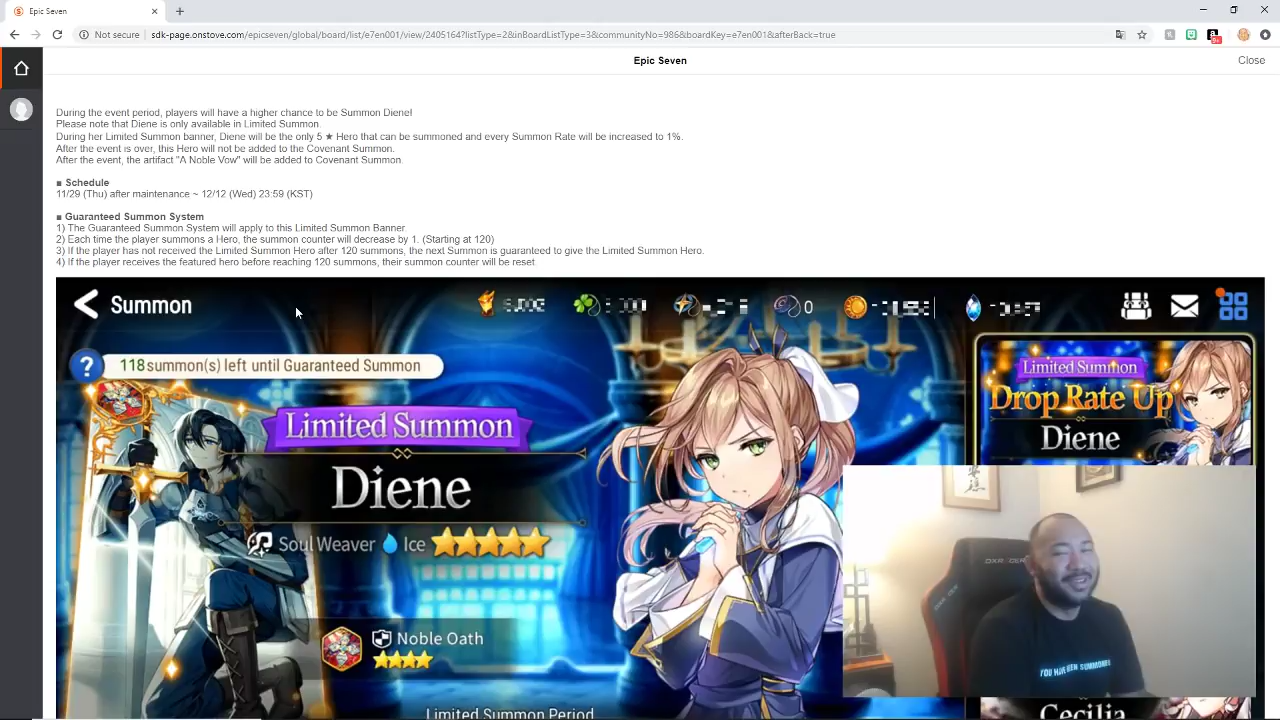 Epic Seven
Not secure | sdk-page.onstove.com/epicseven/global/board/list/e7en001/view/2405164?listType=2&inBoardListType=3&communityNo=986&boardKey=e7en001&afterBack=true
Epic Seven
Close
During the event period, players will have a higher chance to be Summon Diene!
Please note that Diene is only available in Limited Summon.
During her Limited Summon banner, Diene will be the only 5 ★ Hero that can be summoned and every Summon Rate will be increased to 1%.
After the event is over, this Hero will not be added to the Covenant Summon.
After the event, the artifact "A Noble Vow" will be added to Covenant Summon.
■ Schedule
11/29 (Thu) after maintenance ~ 12/12 (Wed) 23:59 (KST)
■ Guaranteed Summon System
1) The Guaranteed Summon System will apply to this Limited Summon Banner.
2) Each time the player summons a Hero, the summon counter will decrease by 1. (Starting at 120)
3) If the player has not received the Limited Summon Hero after 120 summons, the next Summon is guaranteed to give the Limited Summon Hero.
4) If the player receives the featured hero before reaching 120 summons, their summon counter will be reset.
Summon
0
? 118 summon(s) left until Guaranteed Summon
Limited Summon
Diene
Soul Weaver Ice
Noble Oath
Limited Summon Period
Limited Summon
Drop Rate Up
Diene
Cecilia
YOU HAVE BEEN SUMMONED